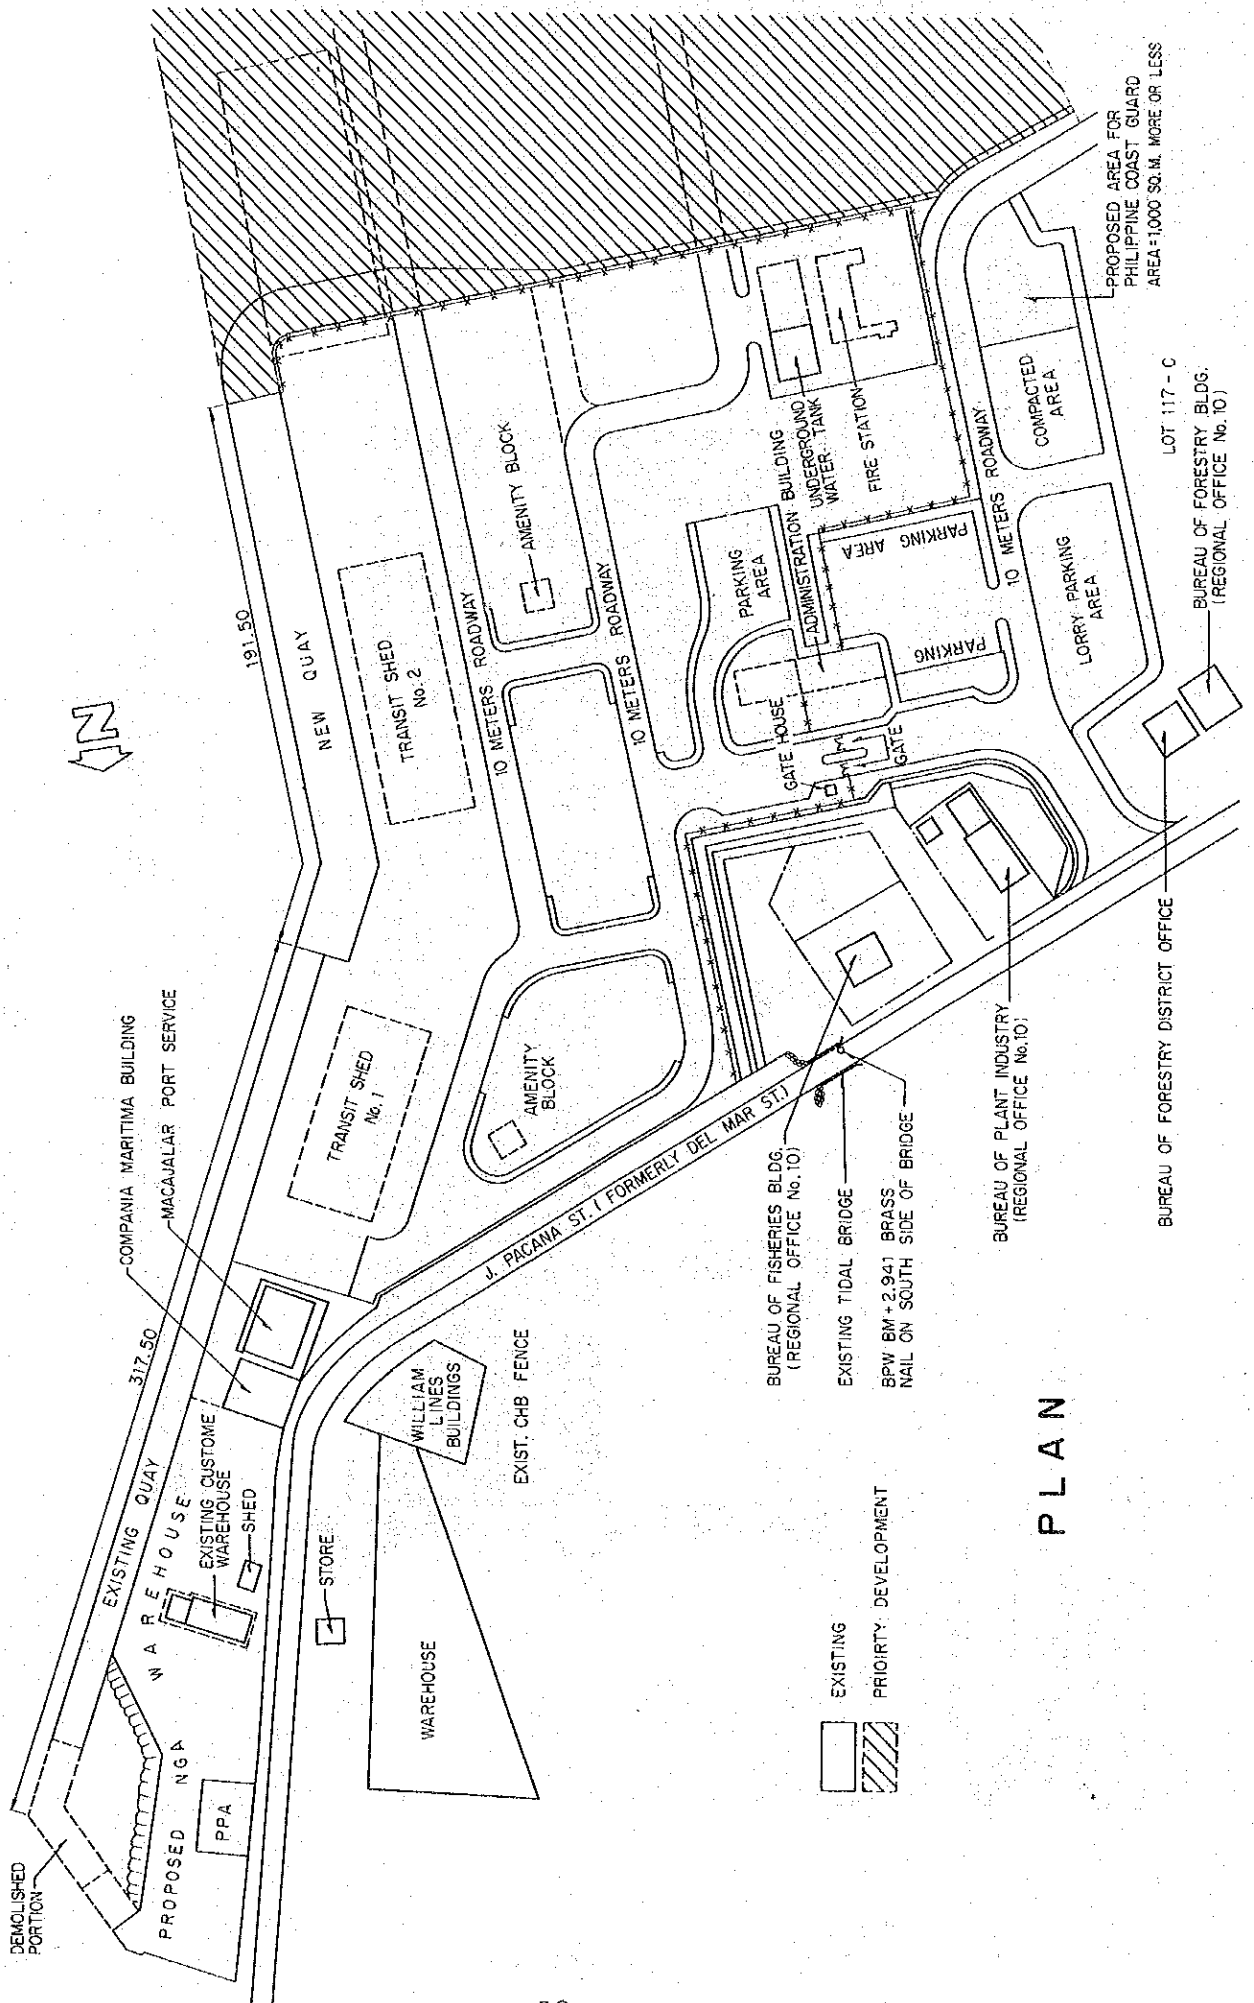 DEMOLISHED
PORTION
317.50
191.50
N
COMPANIA MARITIMA BUILDING
MACAJALAR PORT SERVICE
EXISTING QUAY
NEW QUAY
PROPOSED NGA WAREHOUSE
PPA
EXISTING CUSTOME
WAREHOUSE
SHED
STORE
WAREHOUSE
WILLIAM
LINES
BUILDINGS
EXIST. CHB FENCE
TRANSIT SHED
No. 1
TRANSIT SHED
No. 2
10 METERS ROADWAY
AMENITY
BLOCK
AMENITY BLOCK
10 METERS ROADWAY
J. PACANA ST. ( FORMERLY DEL MAR ST.)
PARKING
AREA
ADMINISTRATION BUILDING
UNDERGROUND
WATER TANK
FIRE STATION
PARKING AREA
PARKING
GATE HOUSE
GATE
10 METERS ROADWAY
LORRY PARKING
AREA
COMPACTED
AREA
PROPOSED AREA FOR
PHILIPPINE COAST GUARD
AREA = 1,000 SQ. M. MORE OR LESS
LOT 117 - C
BUREAU OF FORESTRY BLDG.
(REGIONAL OFFICE No. 10)
BUREAU OF FISHERIES BLDG.
(REGIONAL OFFICE No. 10)
EXISTING TIDAL BRIDGE
BPW BM + 2.941 BRASS
NAIL ON SOUTH SIDE OF BRIDGE
BUREAU OF PLANT INDUSTRY
(REGIONAL OFFICE No. 10)
BUREAU OF FORESTRY DISTRICT OFFICE
EXISTING
PRIORTY DEVELOPMENT
PLAN